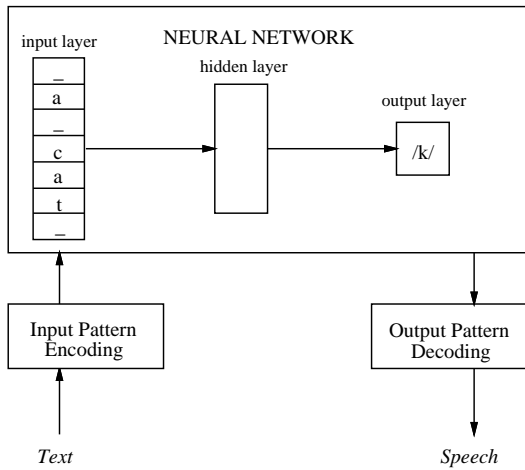 NEURAL NETWORK
input layer
hidden layer
output layer
_
a
_
c
a
t
_
/k/
Input Pattern
Encoding
Output Pattern
Decoding
Text
Speech